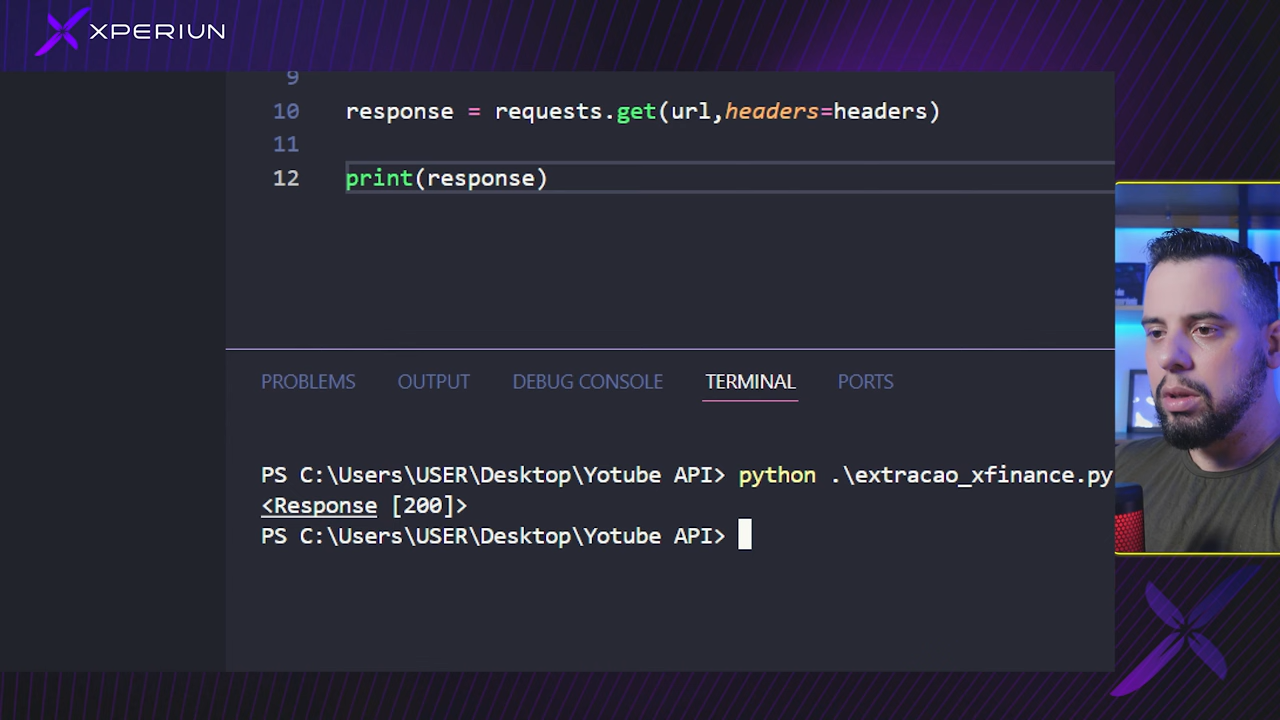 XPERIUN
9
10 response = requests.get(url,headers=headers)
11
12 print(response)
PROBLEMS OUTPUT DEBUG CONSOLE TERMINAL PORTS
PS C:\Users\USER\Desktop\Yotube API> python .\extracao_xfinance.py
<Response [200]>
PS C:\Users\USER\Desktop\Yotube API>